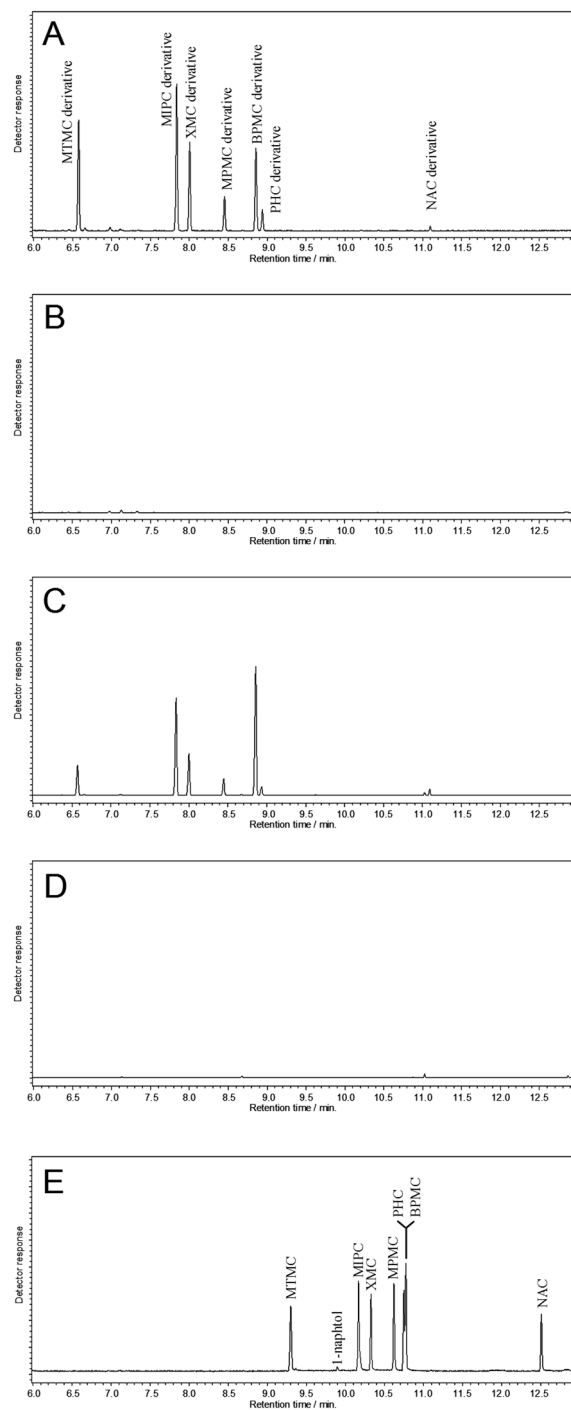 A
MTMC derivative
MIPC derivative
XMC derivative
MPMC derivative
BPMC derivative
PHC derivative
NAC derivative
Detector response
6.0 6.5 7.0 7.5 8.0 8.5 9.0 9.5 10.0 10.5 11.0 11.5 12.0 12.5
Retention time / min.
B
Detector response
6.0 6.5 7.0 7.5 8.0 8.5 9.0 9.5 10.0 10.5 11.0 11.5 12.0 12.5
Retention time / min.
C
Detector response
6.0 6.5 7.0 7.5 8.0 8.5 9.0 9.5 10.0 10.5 11.0 11.5 12.0 12.5
Retention time / min.
D
Detector response
6.0 6.5 7.0 7.5 8.0 8.5 9.0 9.5 10.0 10.5 11.0 11.5 12.0 12.5
Retention time / min.
E
MTMC
1-naphtol
MIPC
XMC
MPMC
PHC
BPMC
NAC
Detector response
6.0 6.5 7.0 7.5 8.0 8.5 9.0 9.5 10.0 10.5 11.0 11.5 12.0 12.5
Retention time / min.